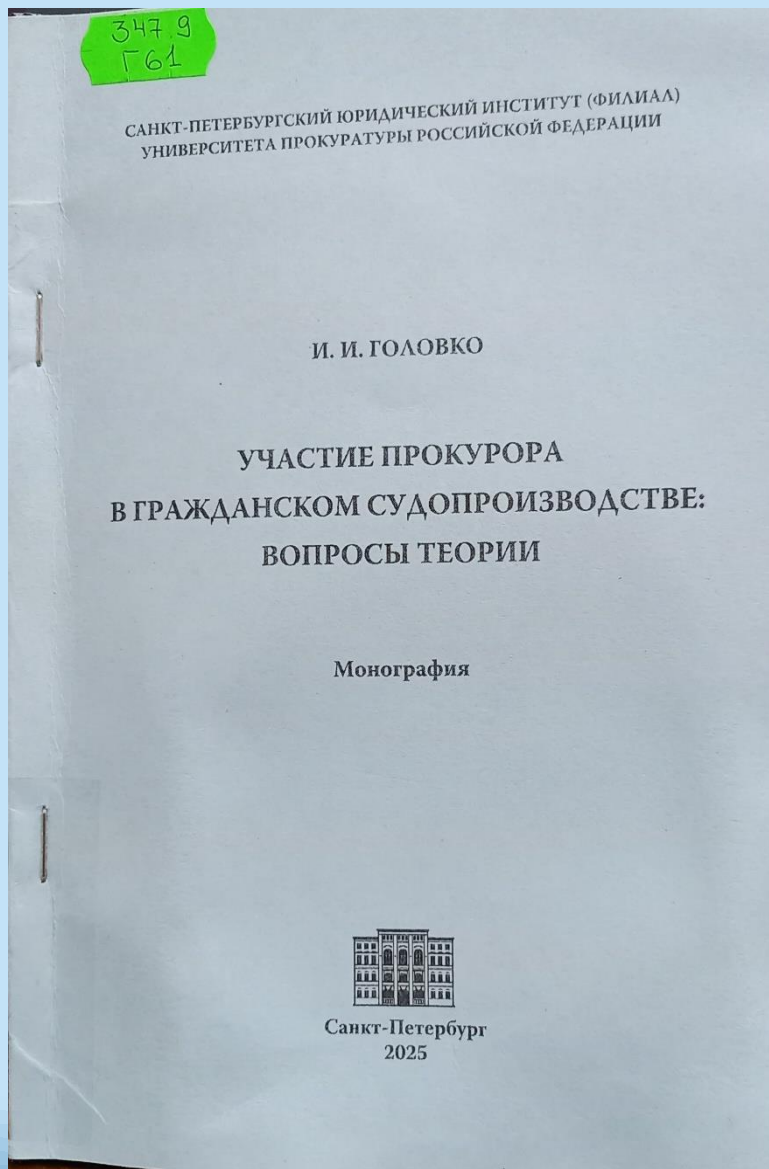 347.9
Г61
САНКТ-ПЕТЕРБУРГСКИЙ ЮРИДИЧЕСКИЙ ИНСТИТУТ (ФИЛИАЛ)
УНИВЕРСИТЕТА ПРОКУРАТУРЫ РОССИЙСКОЙ ФЕДЕРАЦИИ
И. И. ГОЛОВКО
УЧАСТИЕ ПРОКУРОРА
В ГРАЖДАНСКОМ СУДОПРОИЗВОДСТВЕ:
ВОПРОСЫ ТЕОРИИ
Монография
Санкт-Петербург
2025